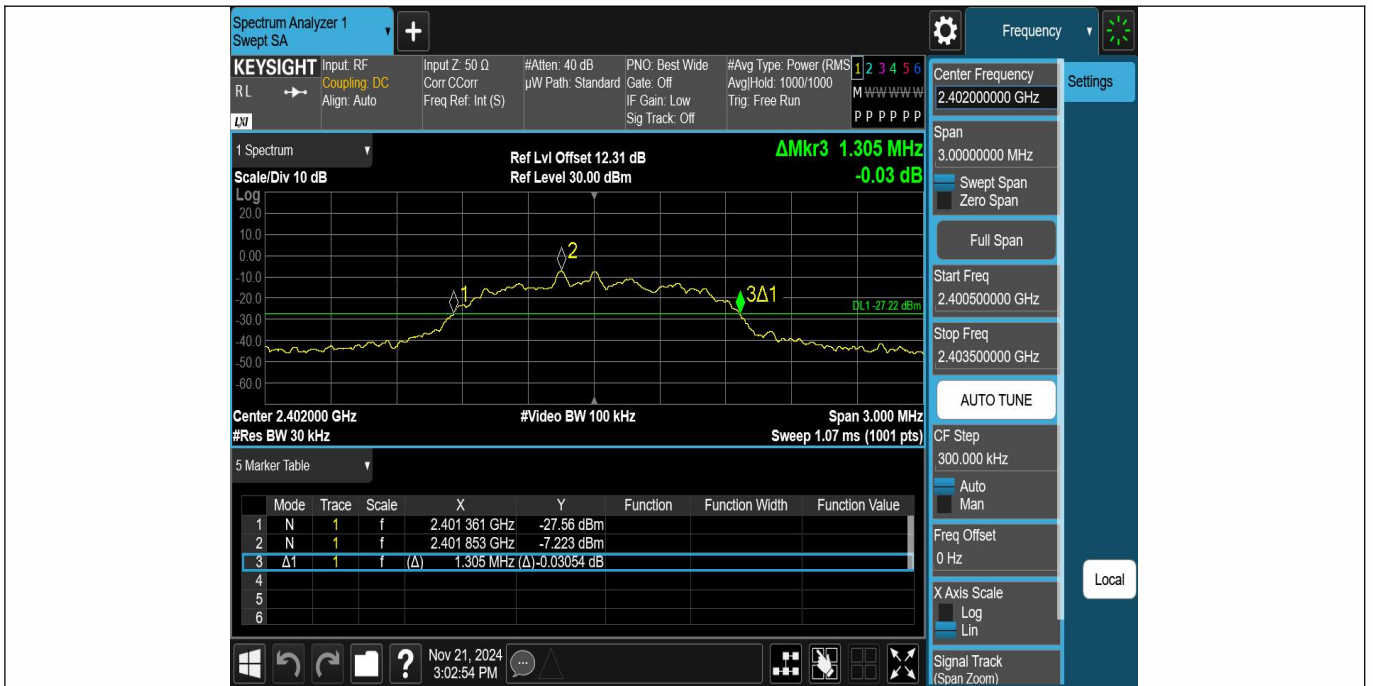 Spectrum Analyzer 1
Swept SA
+
Frequency
KEYSIGHT
RL
LXI
Input: RF
Coupling: DC
Align: Auto
Input Z: 50 Ω
Corr CCorr
Freq Ref: Int (S)
#Atten: 40 dB
µW Path: Standard
PNO: Best Wide
Gate: Off
IF Gain: Low
Sig Track: Off
#Avg Type: Power (RMS
Avg|Hold: 1000/1000
Trig: Free Run
1 2 3 4 5 6
M W W W W W
P P P P P P
1 Spectrum
Scale/Div 10 dB
Ref Lvl Offset 12.31 dB
Ref Level 30.00 dBm
ΔMkr3 1.305 MHz
-0.03 dB
Log
20.0
10.0
0.00
-10.0
-20.0
-30.0
-40.0
-50.0
-60.0
1
2
3Δ1
DL1 -27.22 dBm
Center 2.402000 GHz
#Res BW 30 kHz
#Video BW 100 kHz
Span 3.000 MHz
Sweep 1.07 ms (1001 pts)
5 Marker Table
Mode Trace Scale X Y Function Function Width Function Value
1 N 1 f 2.401 361 GHz -27.56 dBm
2 N 1 f 2.401 853 GHz -7.223 dBm
3 Δ1 1 f (Δ) 1.305 MHz (Δ) -0.03054 dB
4
5
6
?
Nov 21, 2024
3:02:54 PM
Center Frequency
2.402000000 GHz
Span
3.00000000 MHz
Swept Span
Zero Span
Full Span
Start Freq
2.400500000 GHz
Stop Freq
2.403500000 GHz
AUTO TUNE
CF Step
300.000 kHz
Auto
Man
Freq Offset
0 Hz
X Axis Scale
Log
Lin
Signal Track
(Span Zoom)
Settings
Local